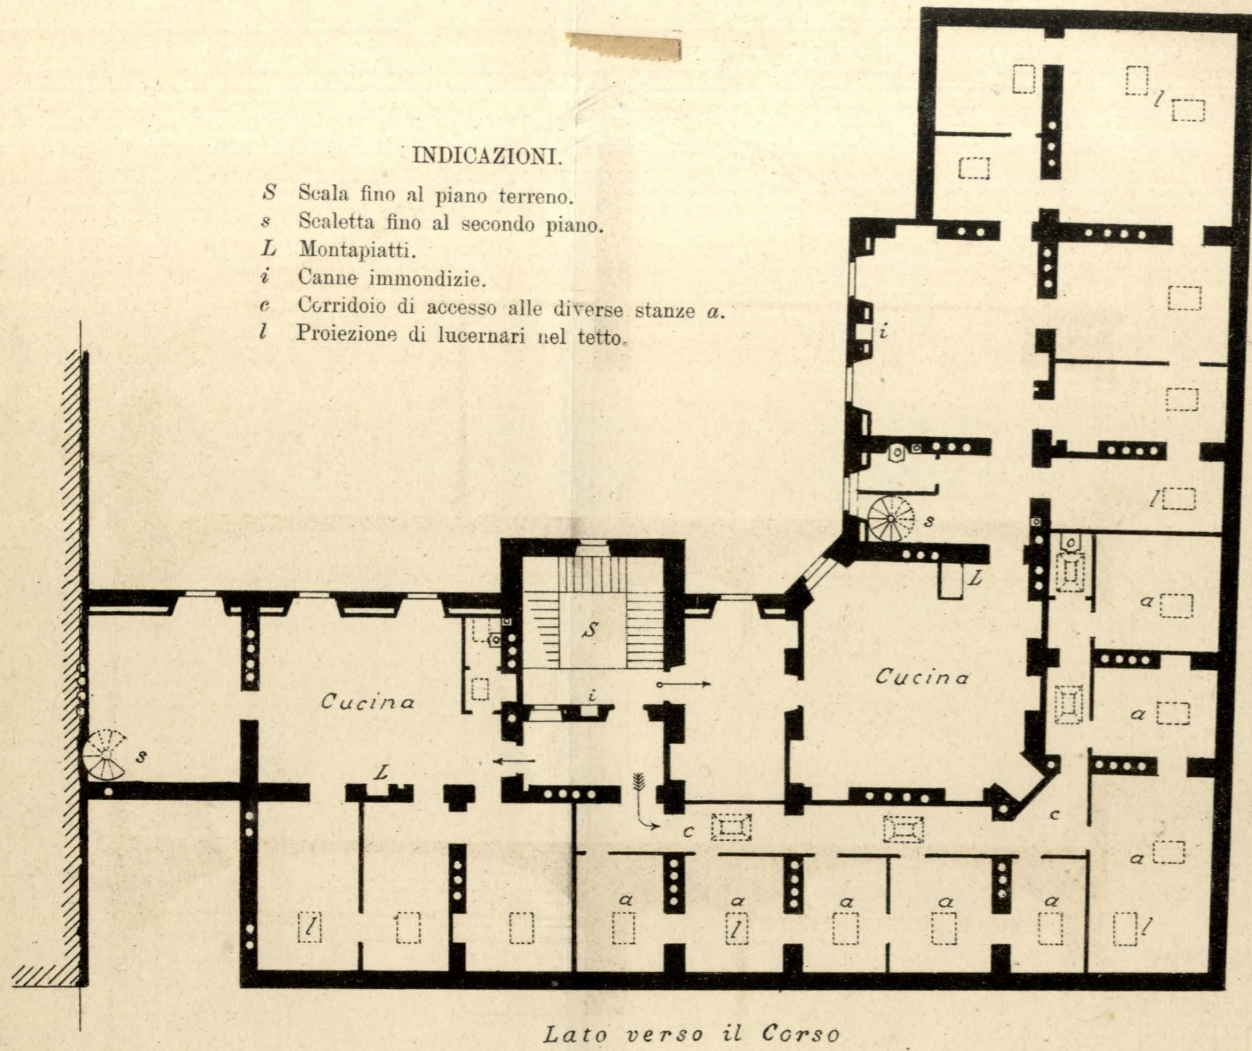 INDICAZIONI.
S Scala fino al piano terreno.
s Scaletta fino al secondo piano.
L Montapiatti.
i Canne immondizie.
c Corridoio di accesso alle diverse stanze a.
l Proiezione di lucernari nel tetto.
l
i
l
s
L
a
S
Cucina
Cucina
i
a
s
L
c
c
a
a
a
a
a
a
l
l
l
Lato verso il Corso